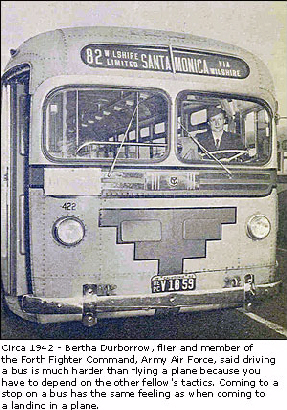 82 WILSHIRE LIMITED SANTA MONICA VIA WILSHIRE
422
V 1859
Circa 1942 - Bertha Durborrow, flier and member of
the Forth Fighter Command, Army Air Force, said driving
a bus is much harder than flying a plane because you
have to depend on the other fellow's tactics. Coming to a
stop on a bus has the same feeling as when coming to
a landing in a plane.